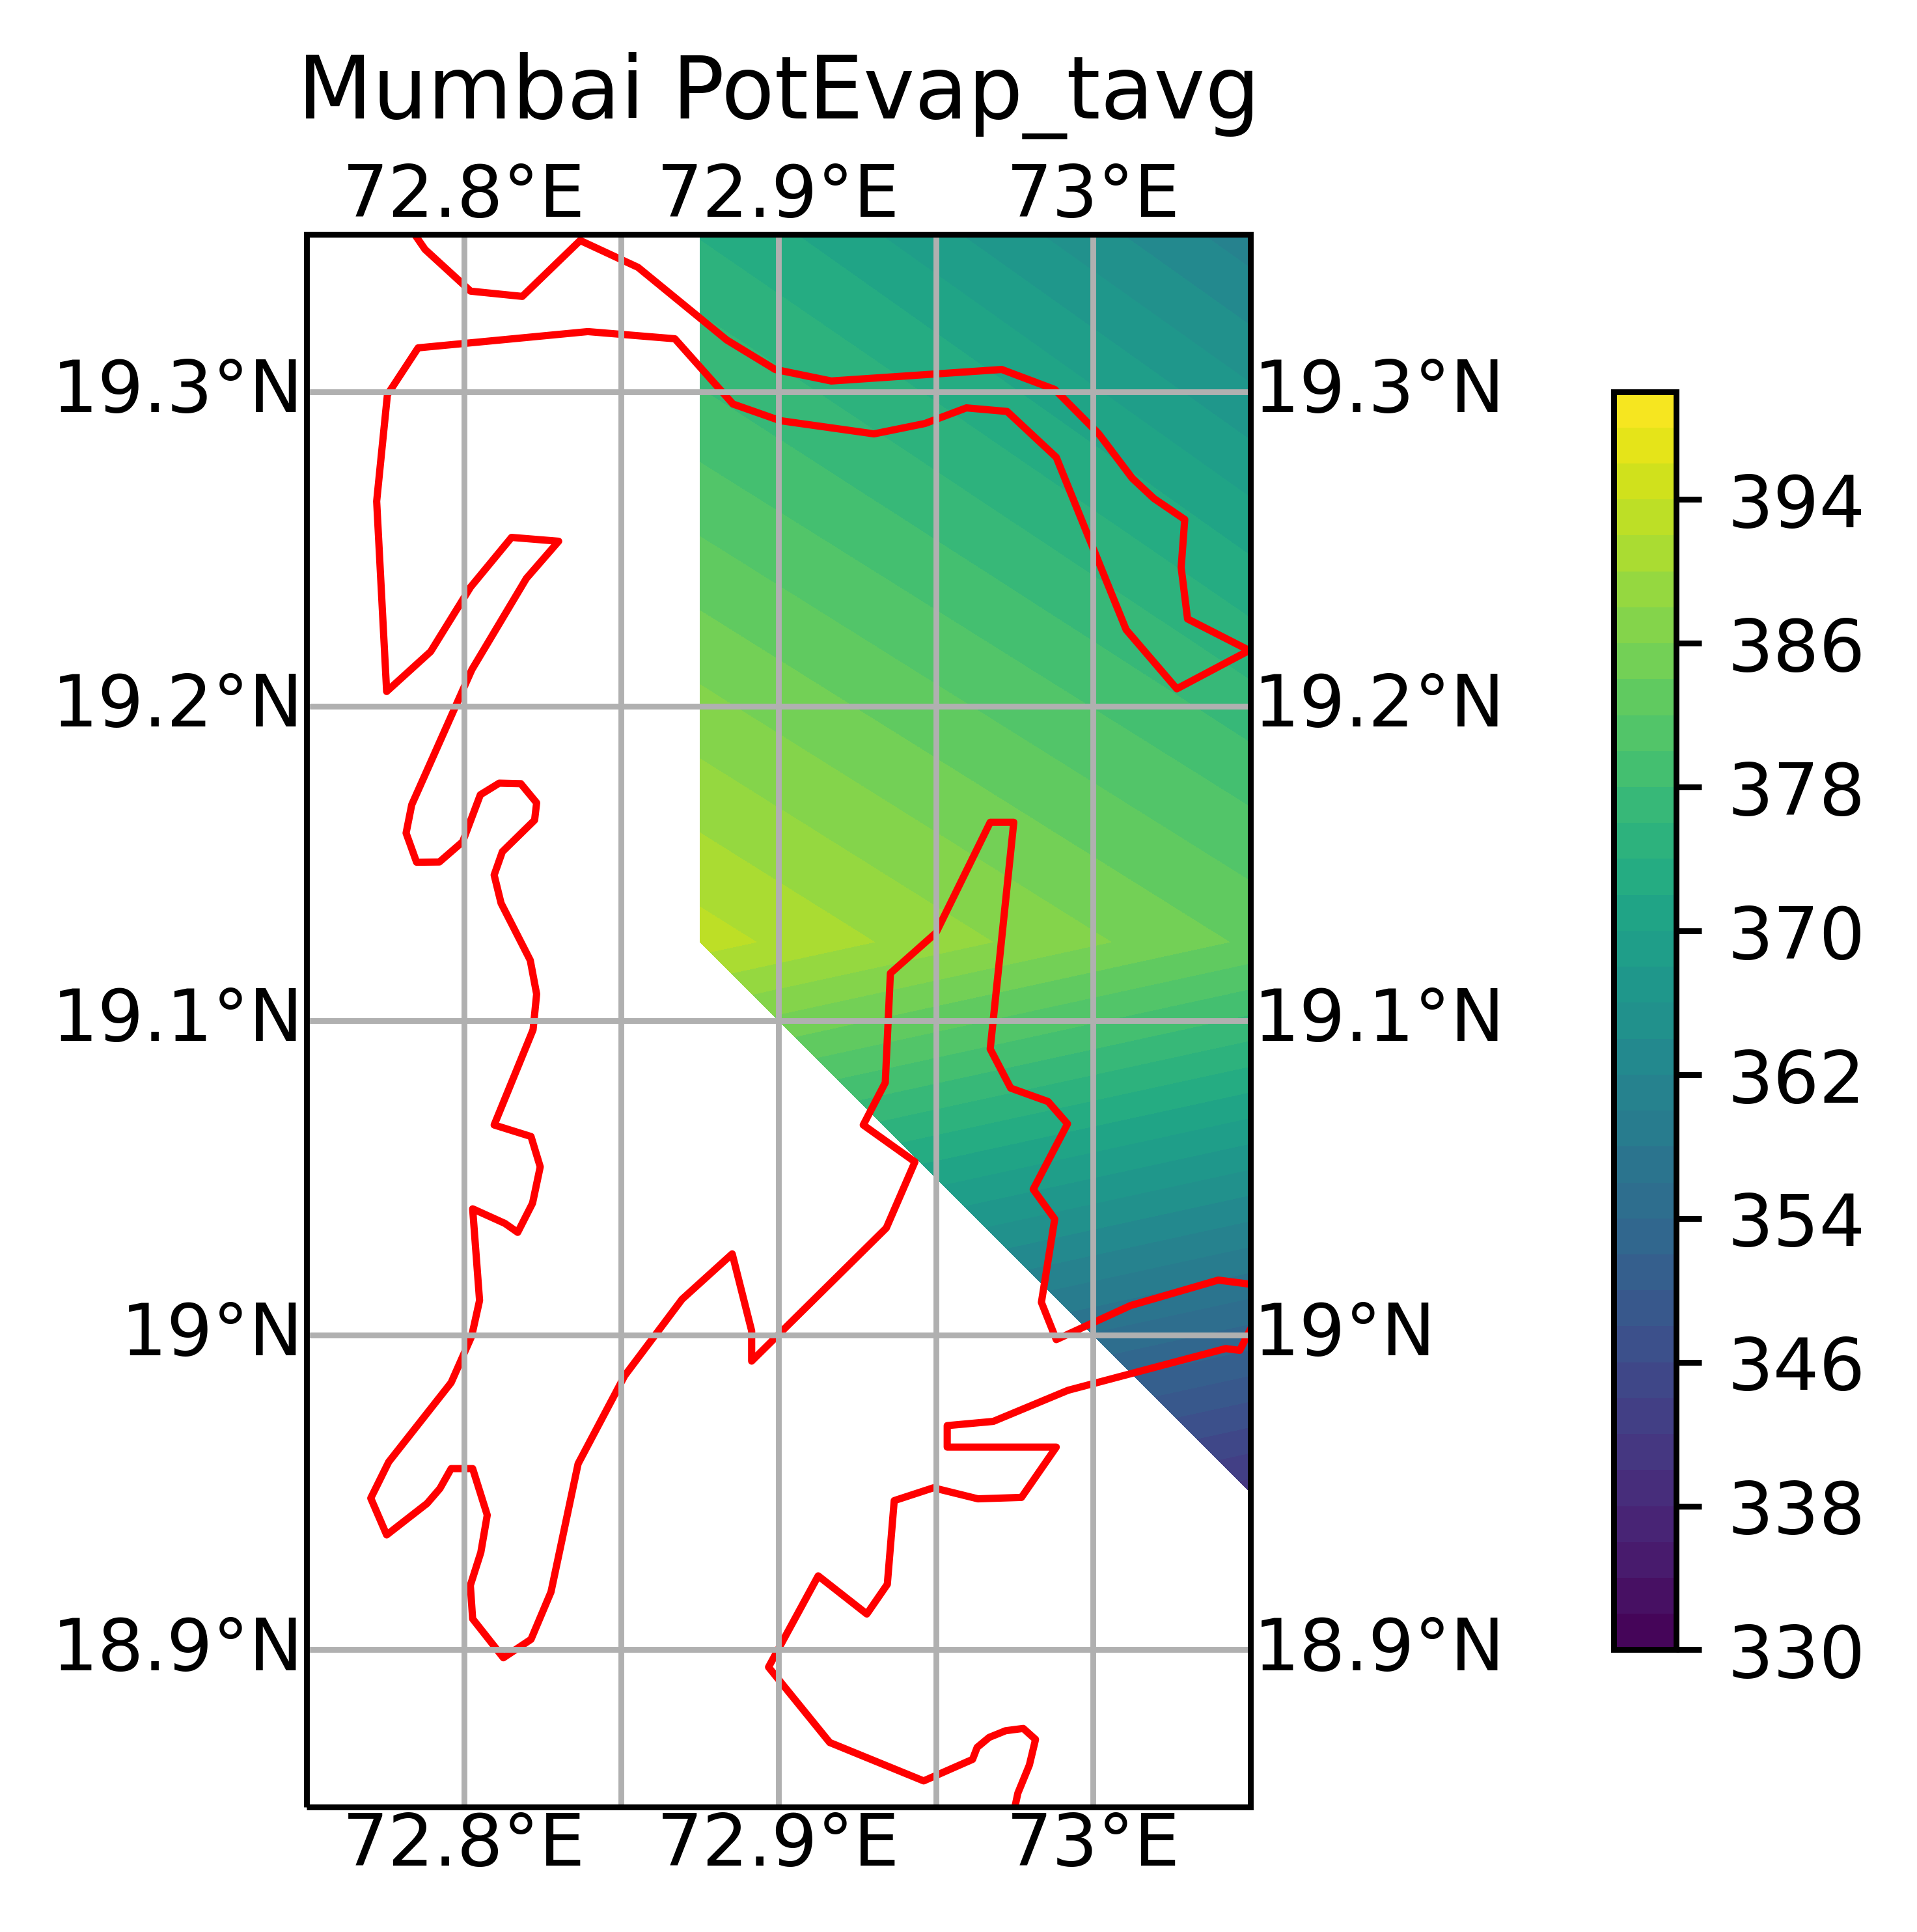 Mumbai PotEvap_tavg
72.8°E 72.9°E 73°E
19.3°N 19.3°N
394
386
19.2°N 19.2°N
378
370
19.1°N 19.1°N
362
354
19°N 19°N
346
338
18.9°N 18.9°N
330
72.8°E 72.9°E 73°E